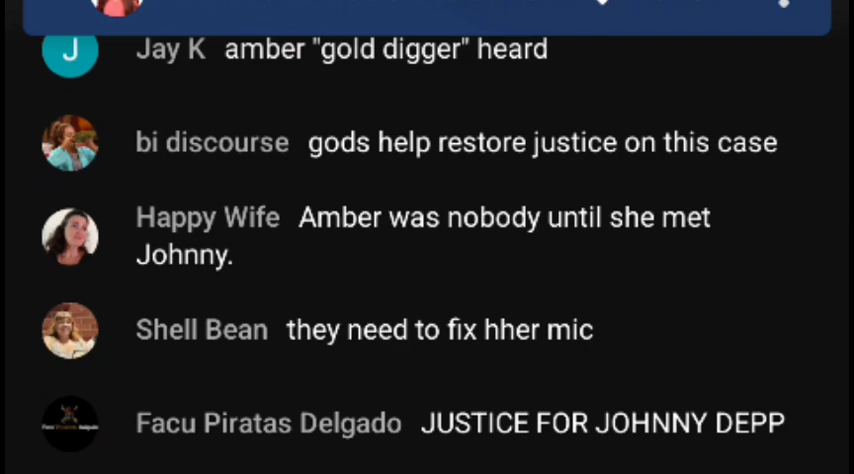 J Jay K amber "gold digger" heard
bi discourse gods help restore justice on this case
Happy Wife Amber was nobody until she met
Johnny.
Shell Bean they need to fix hher mic
Facu Piratas Delgado JUSTICE FOR JOHNNY DEPP